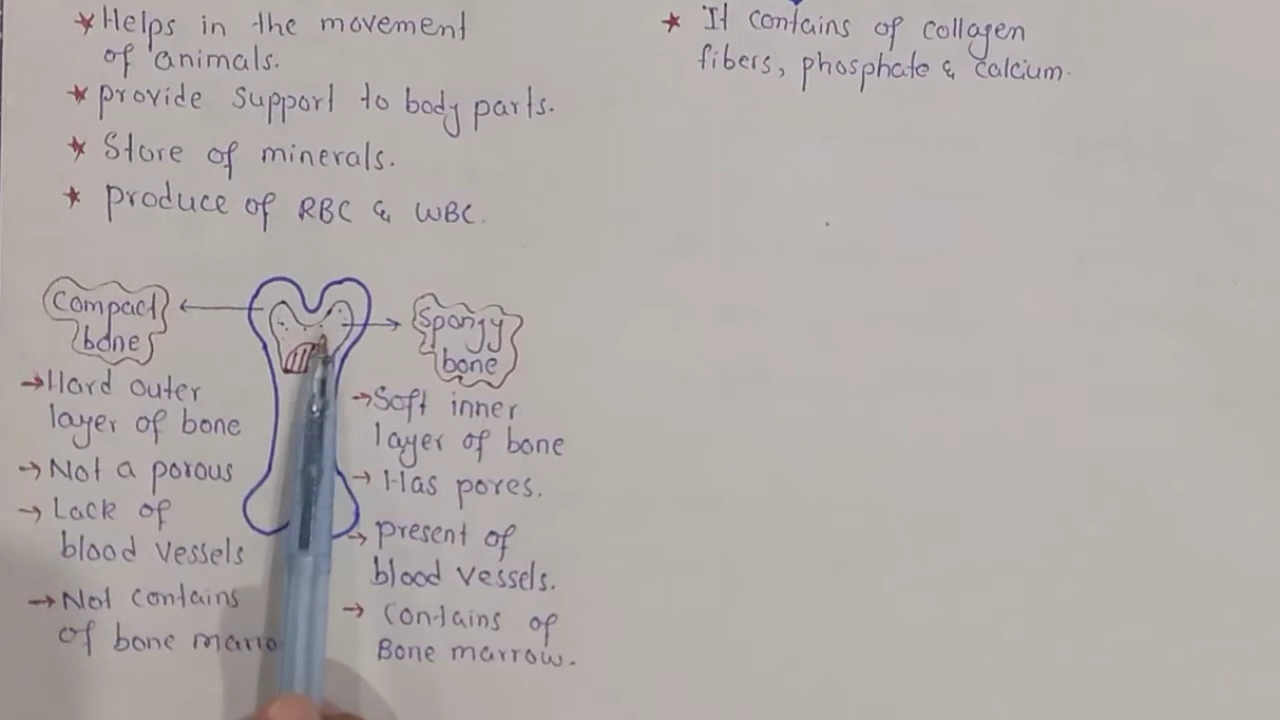 * Helps in the movement
of animals.
* provide support to body parts.
* Store of minerals.
* produce of RBC & WBC.
* It contains of collagen
fibers, phosphate & calcium.
Compact
bone
→ Hard outer
layer of bone
→ Not a porous
→ Lack of
blood vessels
→ Not contains
of bone marro
Spongy
bone
→ Soft inner
layer of bone
→ Has pores.
→ present of
blood vessels.
→ Contains of
Bone marrow.